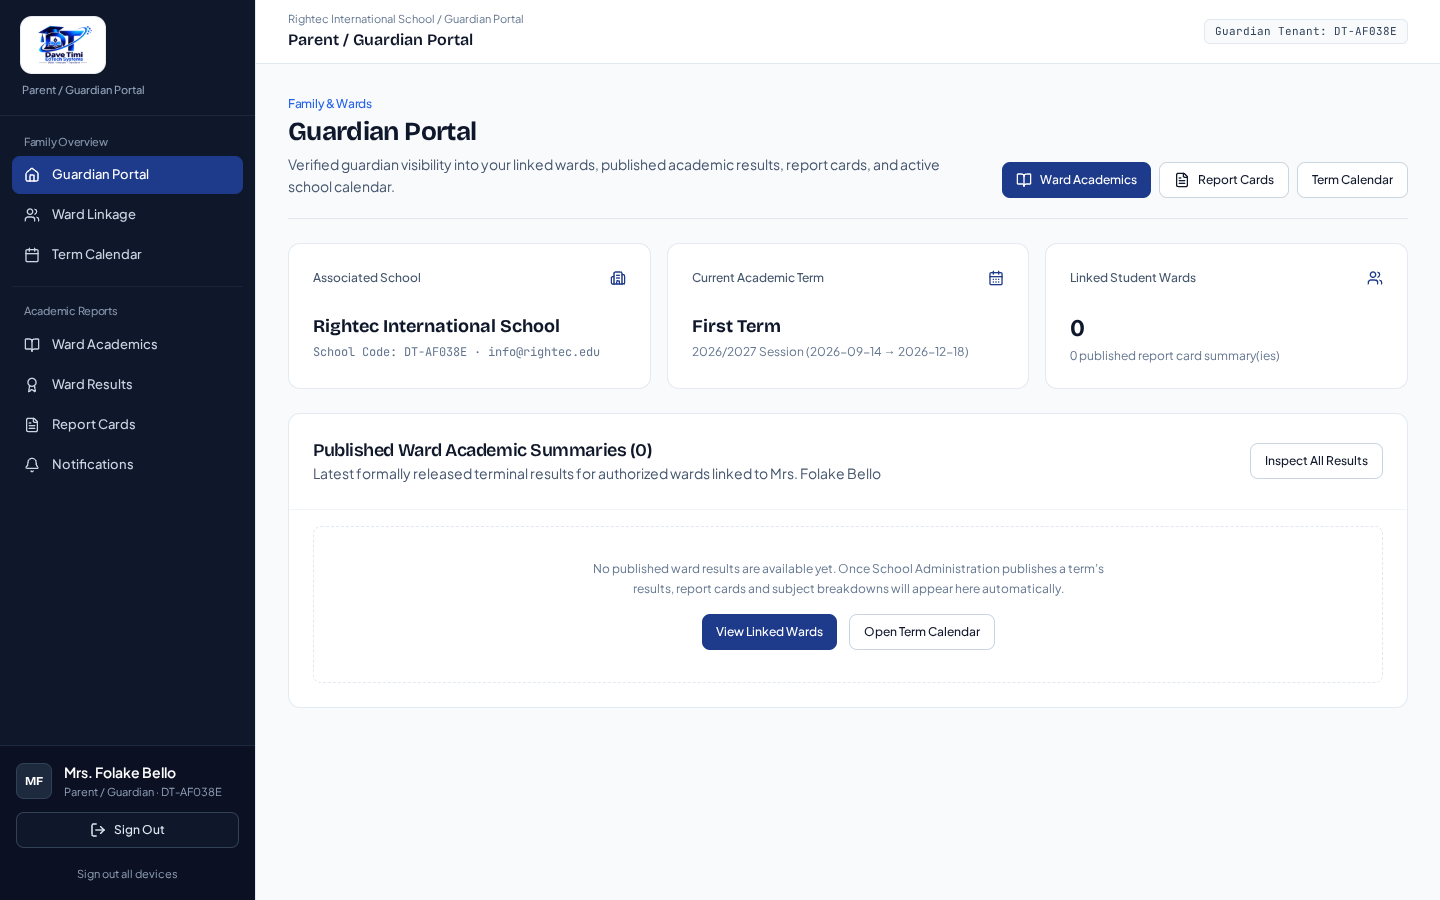 DT
Dave Timi
EdTech Systems
Parent / Guardian Portal
Family Overview
Guardian Portal
Ward Linkage
Term Calendar
Academic Reports
Ward Academics
Ward Results
Report Cards
Notifications
MF
Mrs. Folake Bello
Parent / Guardian · DT-AF038E
Sign Out
Sign out all devices
Rightec International School / Guardian Portal
Parent / Guardian Portal
Guardian Tenant: DT-AF038E
Family & Wards
Guardian Portal
Verified guardian visibility into your linked wards, published academic results, report cards, and active
school calendar.
Ward Academics
Report Cards
Term Calendar
Associated School
Rightec International School
School Code: DT-AF038E · info@rightec.edu
Current Academic Term
First Term
2026/2027 Session (2026-09-14 → 2026-12-18)
Linked Student Wards
0
0 published report card summary(ies)
Published Ward Academic Summaries (0)
Latest formally released terminal results for authorized wards linked to Mrs. Folake Bello
Inspect All Results
No published ward results are available yet. Once School Administration publishes a term's
results, report cards and subject breakdowns will appear here automatically.
View Linked Wards
Open Term Calendar